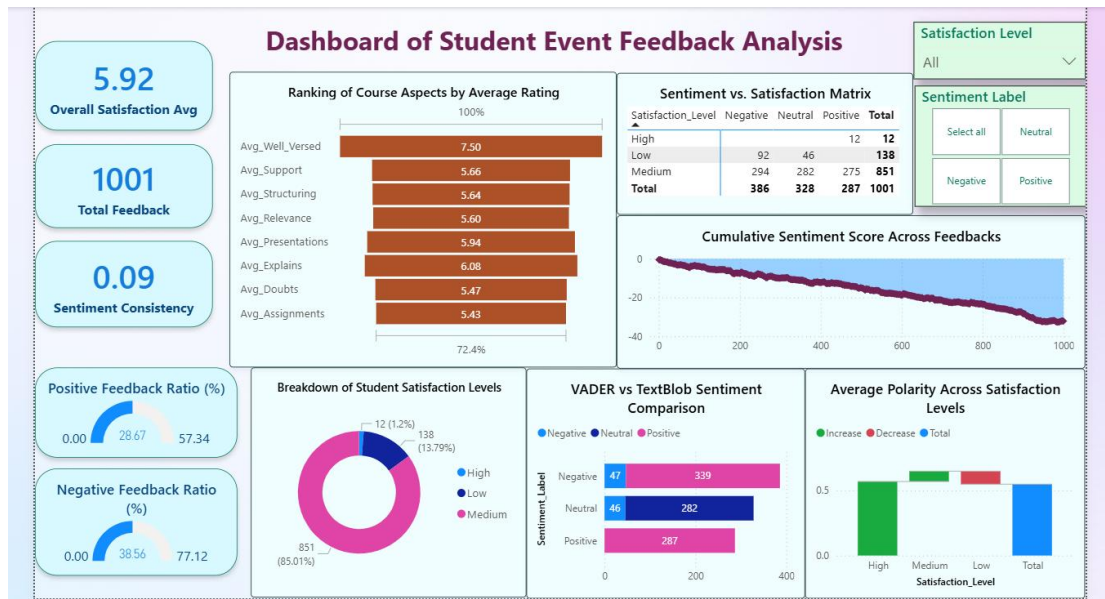 Dashboard of Student Event Feedback Analysis
Satisfaction Level
All
Sentiment Label
Select all
Neutral
Negative
Positive
5.92
Overall Satisfaction Avg
1001
Total Feedback
0.09
Sentiment Consistency
Ranking of Course Aspects by Average Rating
100%
Avg_Well_Versed 7.50
Avg_Support 5.66
Avg_Structuring 5.64
Avg_Relevance 5.60
Avg_Presentations 5.94
Avg_Explains 6.08
Avg_Doubts 5.47
Avg_Assignments 5.43
72.4%
Sentiment vs. Satisfaction Matrix
Satisfaction_Level Negative Neutral Positive Total
High 12 12
Low 92 46 138
Medium 294 282 275 851
Total 386 328 287 1001
Cumulative Sentiment Score Across Feedbacks
0
-20
-40
0 200 400 600 800 1000
Positive Feedback Ratio (%)
0.00 28.67 57.34
Negative Feedback Ratio
(%)
0.00 38.56 77.12
Breakdown of Student Satisfaction Levels
12 (1.2%)
138
(13.79%)
High
Low
Medium
851
(85.01%)
VADER vs TextBlob Sentiment
Comparison
Negative Neutral Positive
Sentiment_Label
Negative 47 339
Neutral 46 282
Positive 287
0 200 400
Average Polarity Across Satisfaction
Levels
Increase Decrease Total
0.5
0.0
High Medium Low Total
Satisfaction_Level